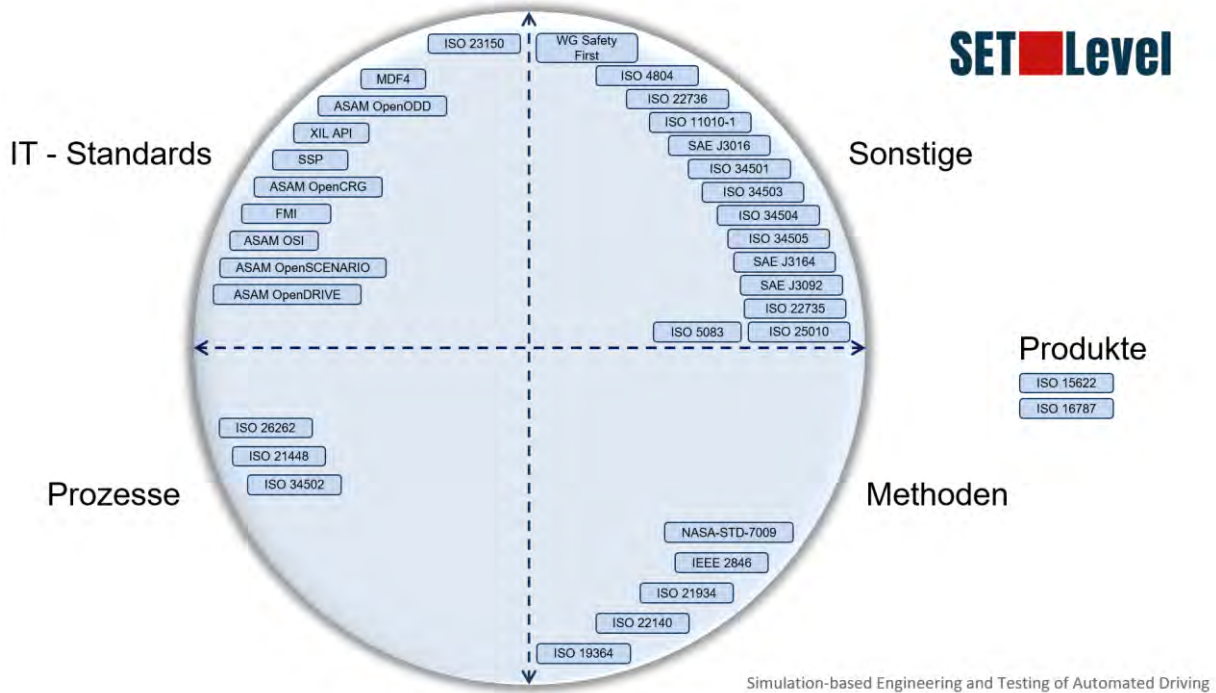 SET Level
IT - Standards
ISO 23150
MDF4
ASAM OpenODD
XIL API
SSP
ASAM OpenCRG
FMI
ASAM OSI
ASAM OpenSCENARIO
ASAM OpenDRIVE
Sonstige
WG Safety
First
ISO 4804
ISO 22736
ISO 11010-1
SAE J3016
ISO 34501
ISO 34503
ISO 34504
ISO 34505
SAE J3164
SAE J3092
ISO 22735
ISO 5083
ISO 25010
Produkte
ISO 15622
ISO 16787
Prozesse
ISO 26262
ISO 21448
ISO 34502
Methoden
NASA-STD-7009
IEEE 2846
ISO 21934
ISO 22140
ISO 19364
Simulation-based Engineering and Testing of Automated Driving